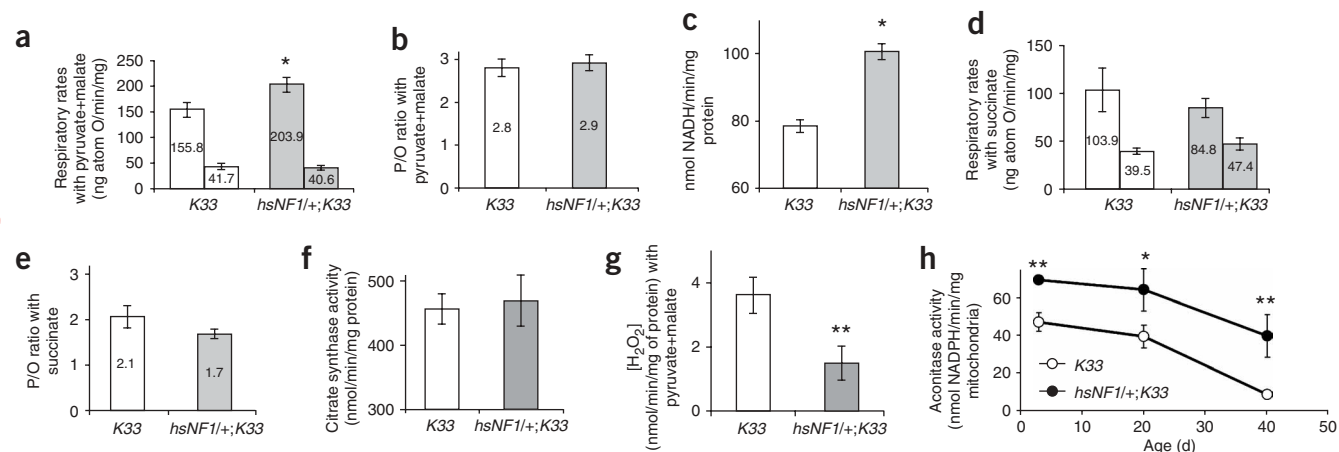 a
Respiratory rates
with pyruvate+malate
(ng atom O/min/mg)
250
200
150
100
50
0
155.8
41.7
*
203.9
40.6
K33
hsNF1/+;K33
b
P/O ratio with
pyruvate+malate
3
2
1
0
2.8
2.9
K33
hsNF1/+;K33
c
nmol NADH/min/mg
protein
100
80
60
*
K33
hsNF1/+;K33
d
Respiratory rates
with succinate
(ng atom O/min/mg)
150
100
50
0
103.9
39.5
84.8
47.4
K33
hsNF1/+;K33
e
P/O ratio with
succinate
3
2
1
0
2.1
1.7
K33
hsNF1/+;K33
f
Citrate synthase activity
(nmol/min/mg protein)
500
400
300
K33
hsNF1/+;K33
g
[H₂O₂]
(nmol/min/mg of protein) with
pyruvate+malate
6
4
2
0
**
K33
hsNF1/+;K33
h
Aconitase activity
(nmol NADPH/min/mg
mitochondria)
60
40
20
0
**
*
**
K33
hsNF1/+;K33
0
10
20
30
40
50
Age (d)